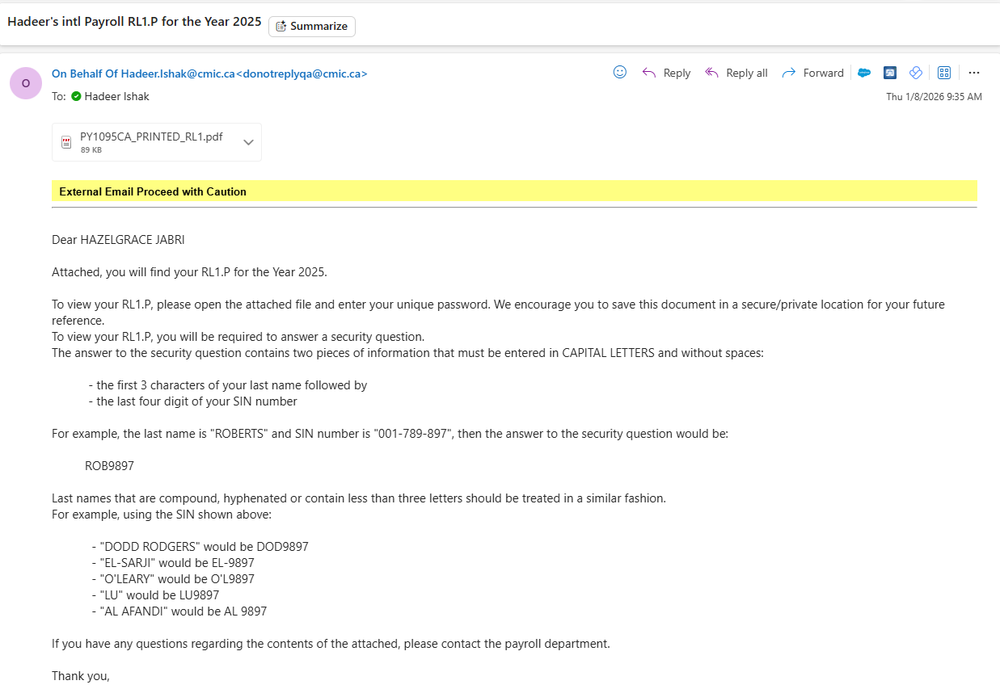 Hadeer's intl Payroll RL1.P for the Year 2025
Summarize
O
On Behalf Of Hadeer.Ishak@cmic.ca<donotreplyqa@cmic.ca>
Reply
Reply all
Forward
To: Hadeer Ishak
Thu 1/8/2026 9:35 AM
PY1095CA_PRINTED_RL1.pdf
89 KB
External Email Proceed with Caution
Dear HAZELGRACE JABRI
Attached, you will find your RL1.P for the Year 2025.
To view your RL1.P, please open the attached file and enter your unique password. We encourage you to save this document in a secure/private location for your future
reference.
To view your RL1.P, you will be required to answer a security question.
The answer to the security question contains two pieces of information that must be entered in CAPITAL LETTERS and without spaces:
- the first 3 characters of your last name followed by
- the last four digit of your SIN number
For example, the last name is "ROBERTS" and SIN number is "001-789-897", then the answer to the security question would be:
ROB9897
Last names that are compound, hyphenated or contain less than three letters should be treated in a similar fashion.
For example, using the SIN shown above:
- "DODD RODGERS" would be DOD9897
- "EL-SARJI" would be EL-9897
- "O'LEARY" would be O'L9897
- "LU" would be LU9897
- "AL AFANDI" would be AL 9897
If you have any questions regarding the contents of the attached, please contact the payroll department.
Thank you,